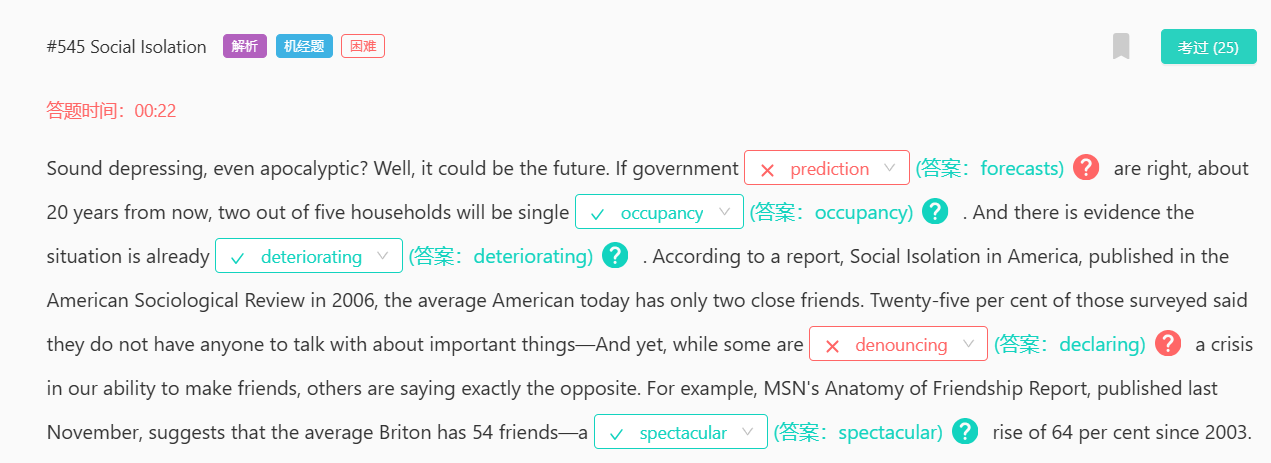 #545 Social Isolation 解析 机经题 困难 考过 (25)
答题时间：00:22
Sound depressing, even apocalyptic? Well, it could be the future. If government × prediction (答案：forecasts) ? are right, about
20 years from now, two out of five households will be single ✓ occupancy (答案：occupancy) ? . And there is evidence the
situation is already ✓ deteriorating (答案：deteriorating) ? . According to a report, Social Isolation in America, published in the
American Sociological Review in 2006, the average American today has only two close friends. Twenty-five per cent of those surveyed said
they do not have anyone to talk with about important things—And yet, while some are × denouncing (答案：declaring) ? a crisis
in our ability to make friends, others are saying exactly the opposite. For example, MSN's Anatomy of Friendship Report, published last
November, suggests that the average Briton has 54 friends—a ✓ spectacular (答案：spectacular) ? rise of 64 per cent since 2003.